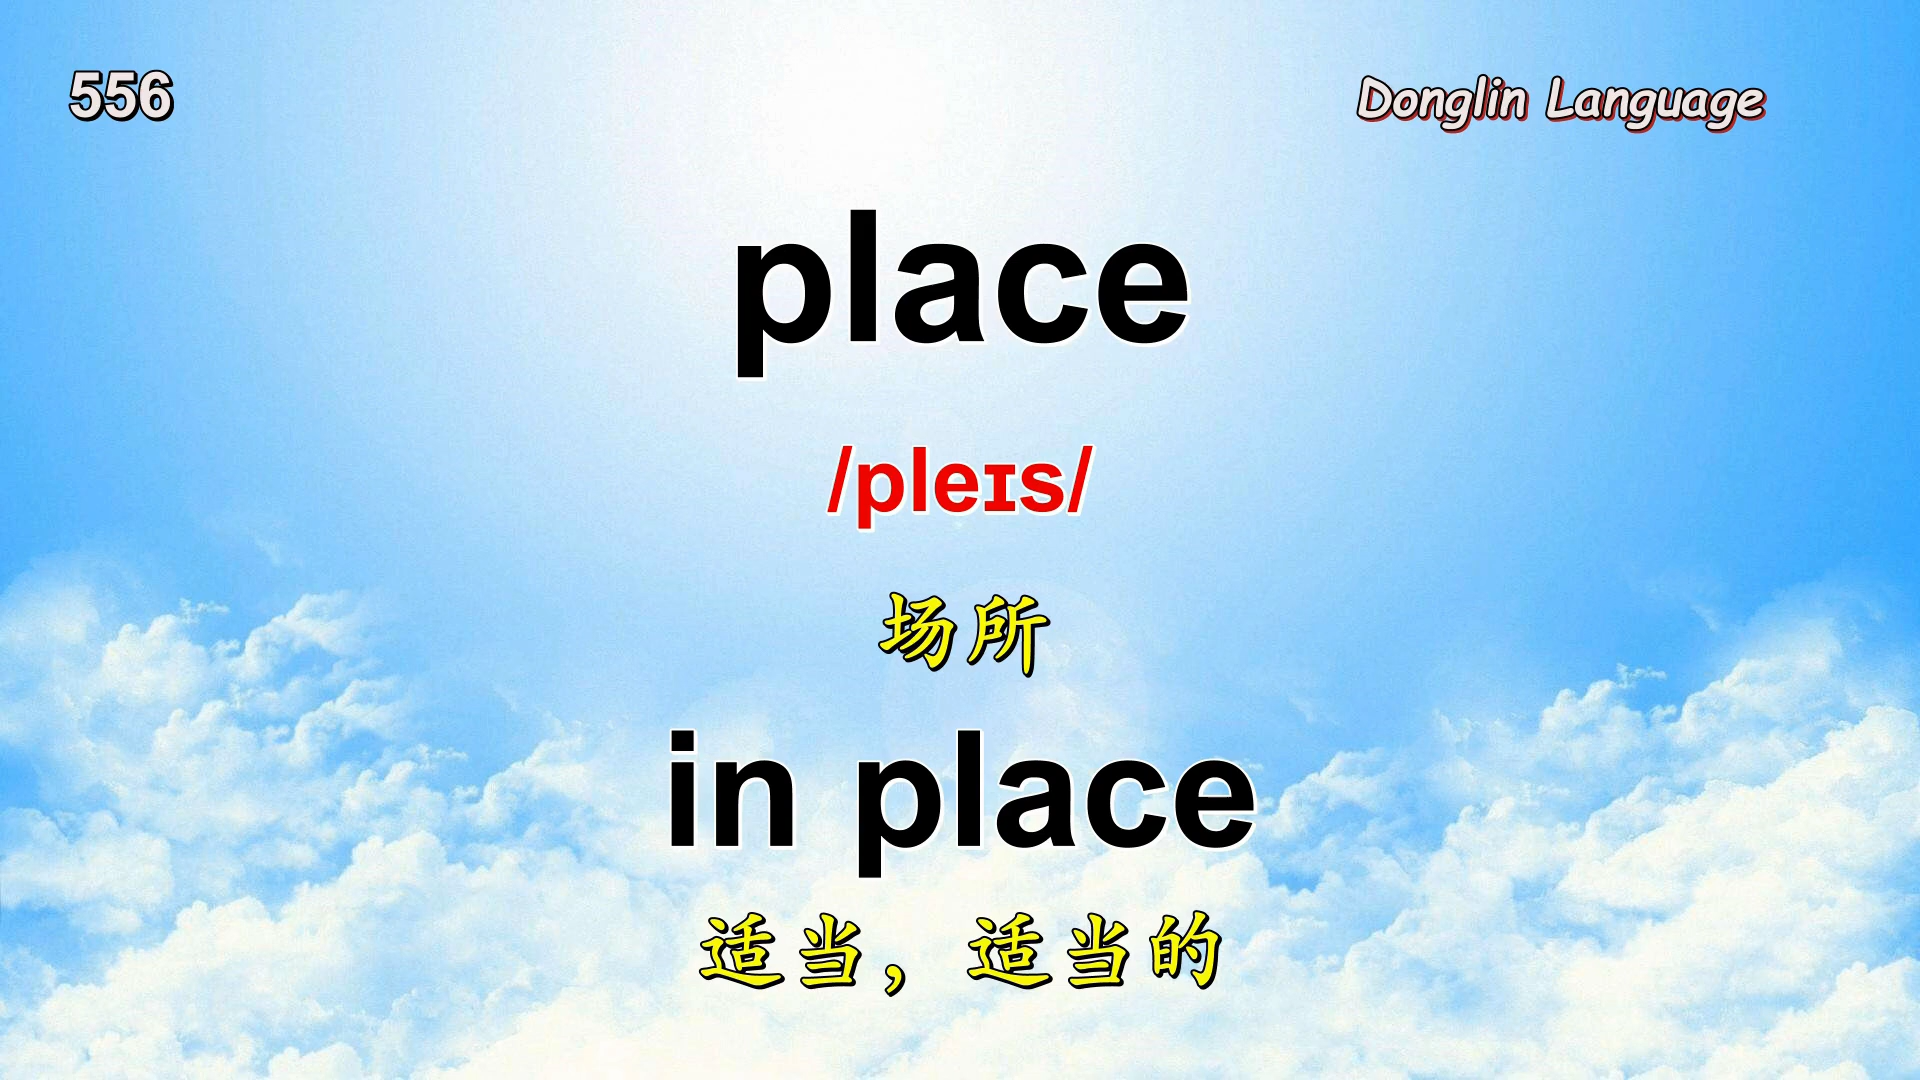 556
Donglin Language
place
/pleɪs/
场所
in place
适当，适当的